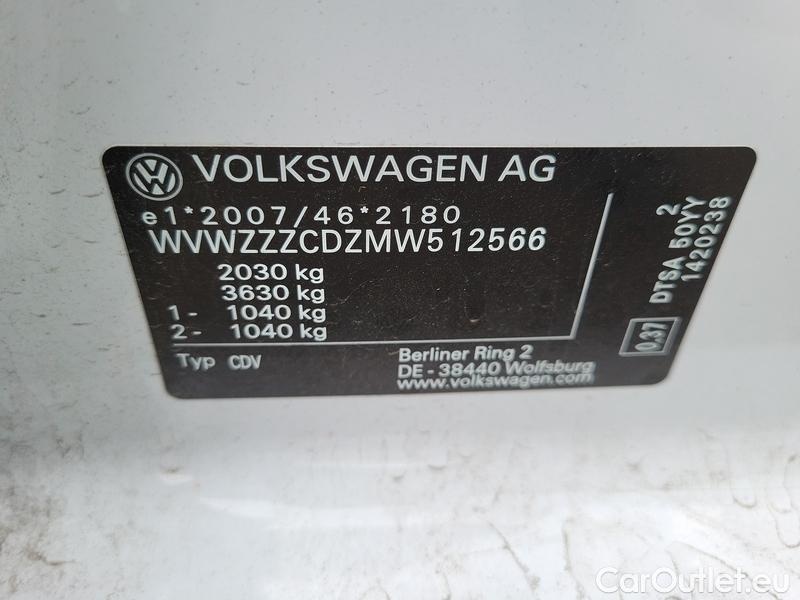 VOLKSWAGEN AG
e1*2007/46*2180
WVWZZZCDZMW512566
2030 kg
3630 kg
1- 1040 kg
2- 1040 kg
Typ CDV
Berliner Ring 2
DE - 38440 Wolfsburg
www.volkswagen.com
2
DTSA 50YY
1420238
0.37
CarOutlet.eu